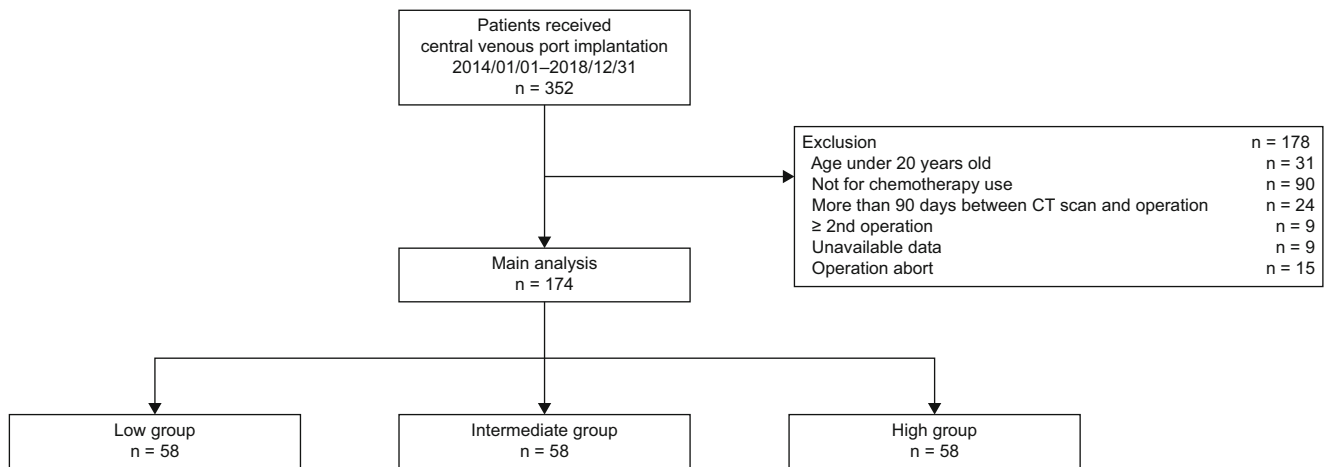 Patients received
central venous port implantation
2014/01/01–2018/12/31
n = 352
Exclusion n = 178
Age under 20 years old n = 31
Not for chemotherapy use n = 90
More than 90 days between CT scan and operation n = 24
≥ 2nd operation n = 9
Unavailable data n = 9
Operation abort n = 15
Main analysis
n = 174
Low group
n = 58
Intermediate group
n = 58
High group
n = 58